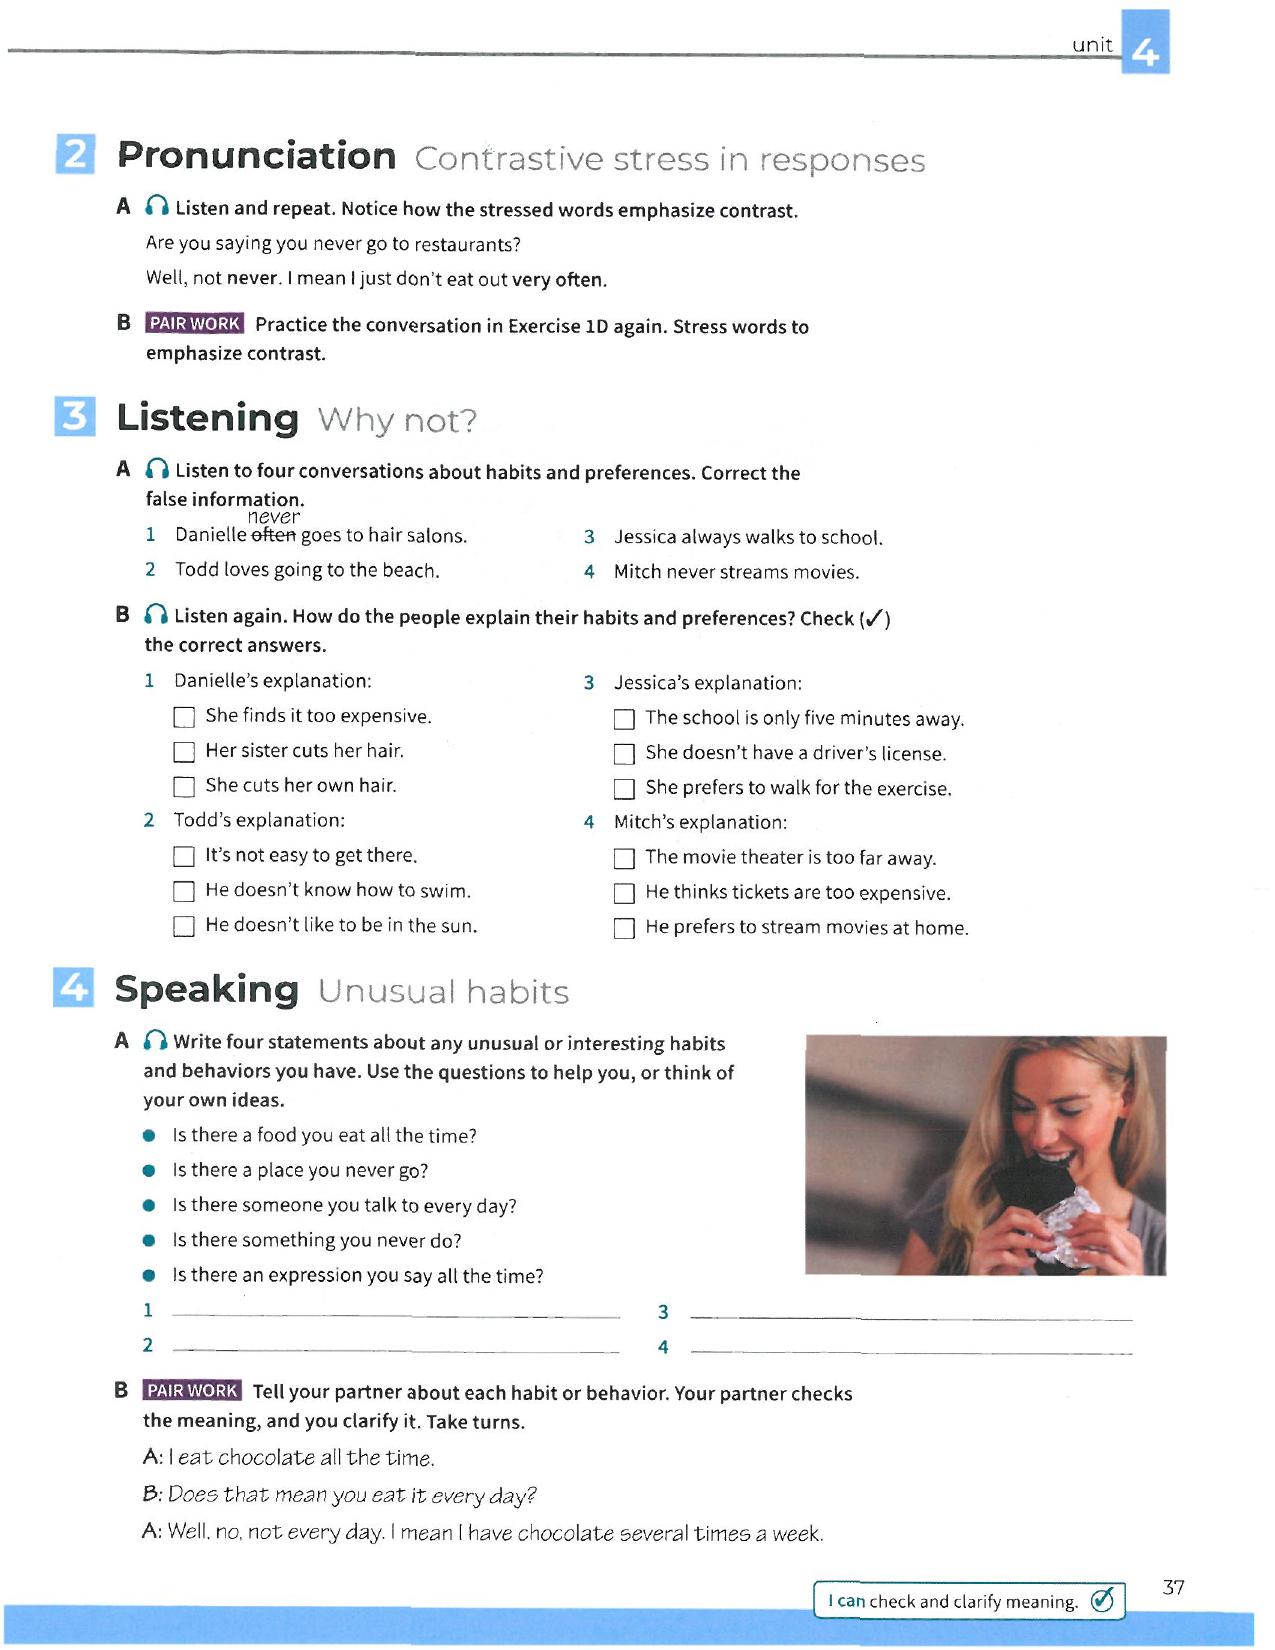 unit 4
2 Pronunciation Contrastive stress in responses
A Listen and repeat. Notice how the stressed words emphasize contrast.
Are you saying you never go to restaurants?
Well, not never. I mean I just don't eat out very often.
B PAIR WORK Practice the conversation in Exercise 1D again. Stress words to
emphasize contrast.
3 Listening Why not?
A Listen to four conversations about habits and preferences. Correct the
false information.
never
1 Danielle often goes to hair salons.
2 Todd loves going to the beach.
3 Jessica always walks to school.
4 Mitch never streams movies.
B Listen again. How do the people explain their habits and preferences? Check (✓)
the correct answers.
1 Danielle's explanation:
She finds it too expensive.
Her sister cuts her hair.
She cuts her own hair.
2 Todd's explanation:
It's not easy to get there.
He doesn't know how to swim.
He doesn't like to be in the sun.
3 Jessica's explanation:
The school is only five minutes away.
She doesn't have a driver's license.
She prefers to walk for the exercise.
4 Mitch's explanation:
The movie theater is too far away.
He thinks tickets are too expensive.
He prefers to stream movies at home.
4 Speaking Unusual habits
A Write four statements about any unusual or interesting habits
and behaviors you have. Use the questions to help you, or think of
your own ideas.
• Is there a food you eat all the time?
• Is there a place you never go?
• Is there someone you talk to every day?
• Is there something you never do?
• Is there an expression you say all the time?
1
2
3
4
B PAIR WORK Tell your partner about each habit or behavior. Your partner checks
the meaning, and you clarify it. Take turns.
A: I eat chocolate all the time.
B: Does that mean you eat it every day?
A: Well, no, not every day. I mean I have chocolate several times a week.
I can check and clarify meaning.
37